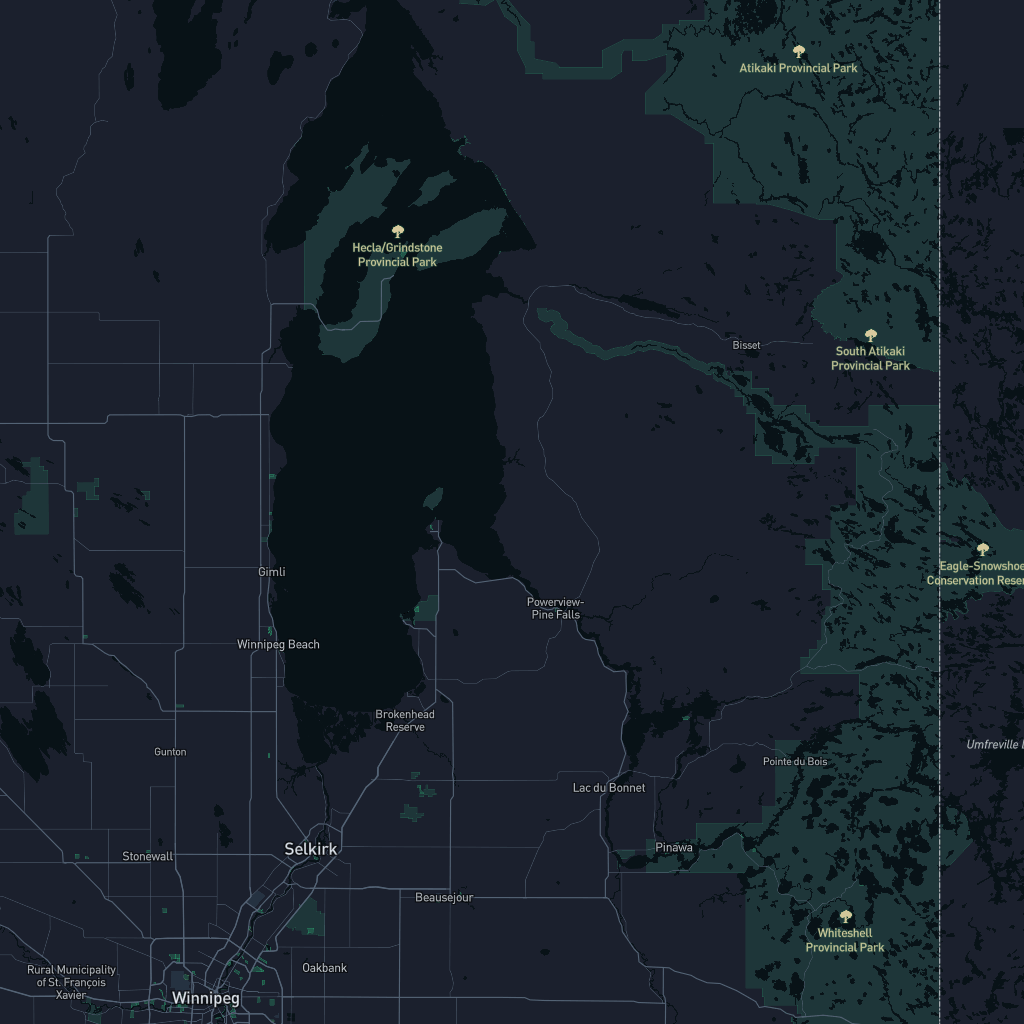 Atikaki Provincial Park
Hecla/Grindstone
Provincial Park
Bisset
South Atikaki
Provincial Park
Eagle-Snowshoe
Conservation Reser
Gimli
Powerview-
Pine Falls
Winnipeg Beach
Brokenhead
Reserve
Umfreville
Gunton
Pointe du Bois
Lac du Bonnet
Selkirk
Stonewall
Pinawa
Beausejour
Whiteshell
Provincial Park
Oakbank
Rural Municipality
of St. François
Xavier
Winnipeg